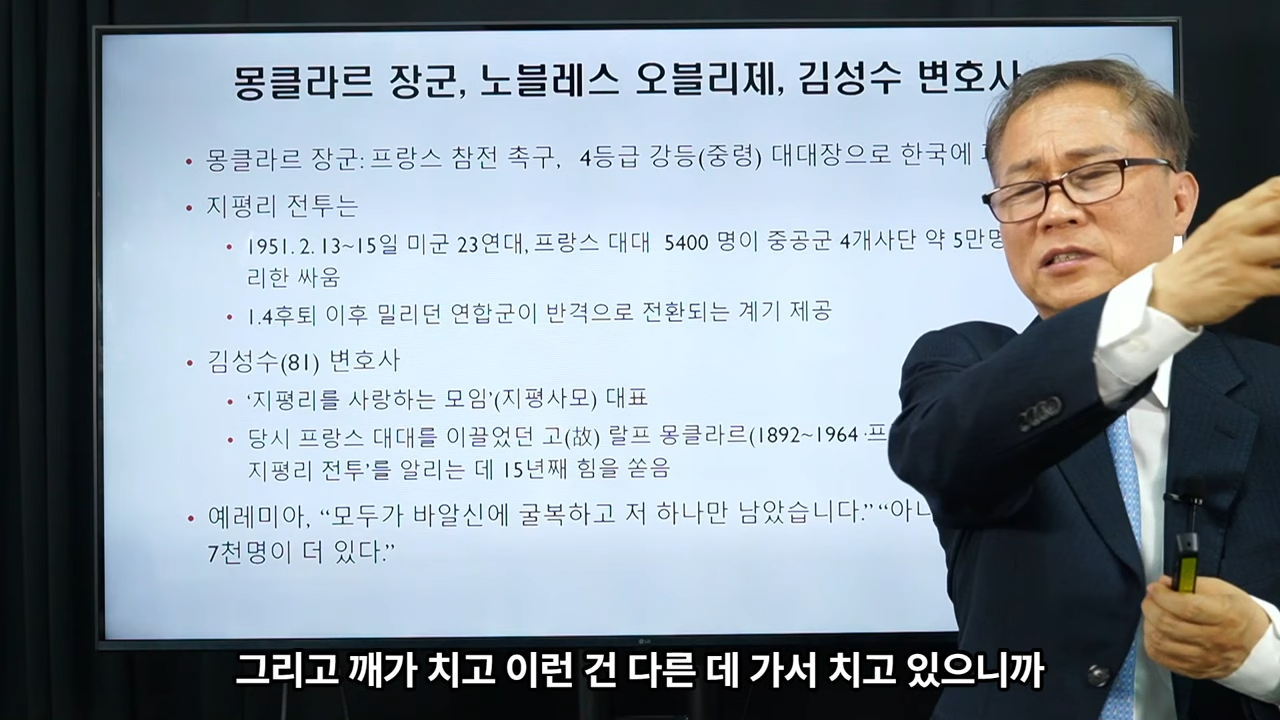 몽클라르 장군, 노블레스 오블리제, 김성수 변호사
• 몽클라르 장군: 프랑스 참전 촉구, 4등급 강등(중령) 대대장으로 한국에
• 지평리 전투는
• 1951. 2. 13~15일 미군 23연대, 프랑스 대대 5400 명이 중공군 4개사단 약 5만명
리한 싸움
• 1.4후퇴 이후 밀리던 연합군이 반격으로 전환되는 계기 제공
• 김성수(81) 변호사
• ‘지평리를 사랑하는 모임’(지평사모) 대표
• 당시 프랑스 대대를 이끌었던 고(故) 랄프 몽클라르(1892~1964·프
지평리 전투’를 알리는 데 15년째 힘을 쏟음
• 예레미아, “모두가 바알신에 굴복하고 저 하나만 남았습니다.” “아니
7천명이 더 있다.”
LG
그리고 깨가 치고 이런 건 다른 데 가서 치고 있으니까